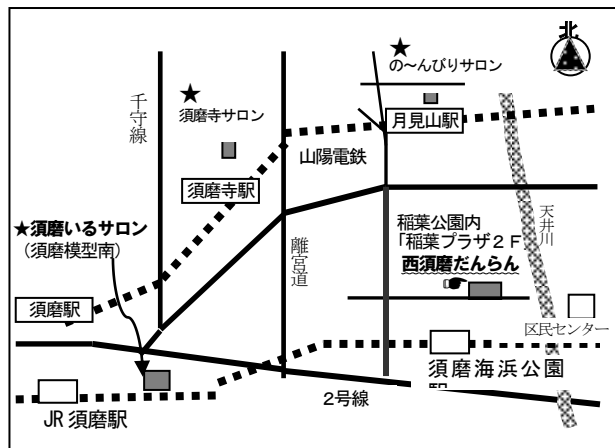 北
の～んびりサロン
千守線
須磨寺サロン
月見山駅
山陽電鉄
須磨寺駅
★須磨いるサロン
（須磨模型南）
稲葉公園内
「稲葉プラザ２Ｆ
西須磨だんらん
天井川
離宮道
須磨駅
区民センター
須磨海浜公園
駅
2号線
JR 須磨駅